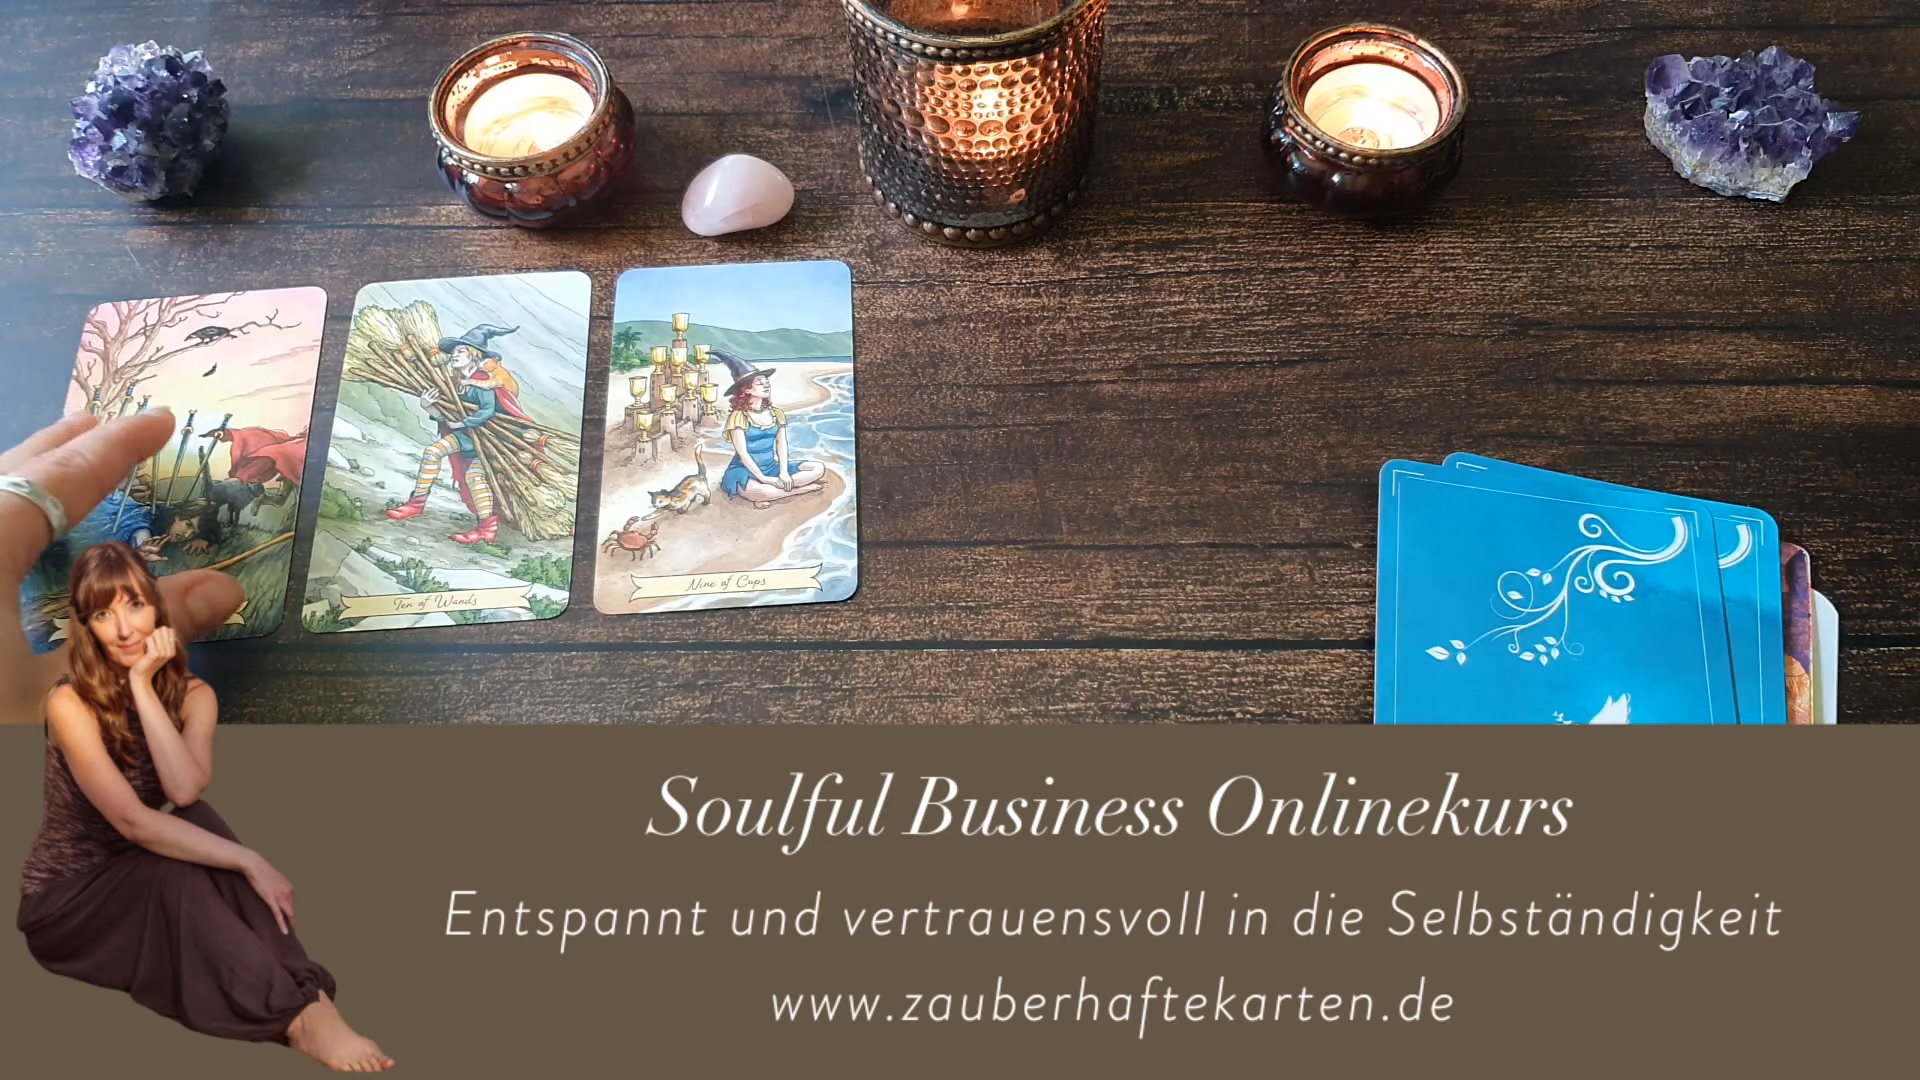 Ten of Wands
Nine of Cups
Soulful Business Onlinekurs
Entspannt und vertrauensvoll in die Selbständigkeit
www.zauberhaftekarten.de